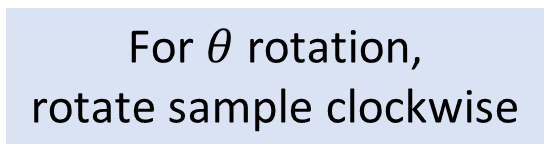 For θ rotation,
rotate sample clockwise